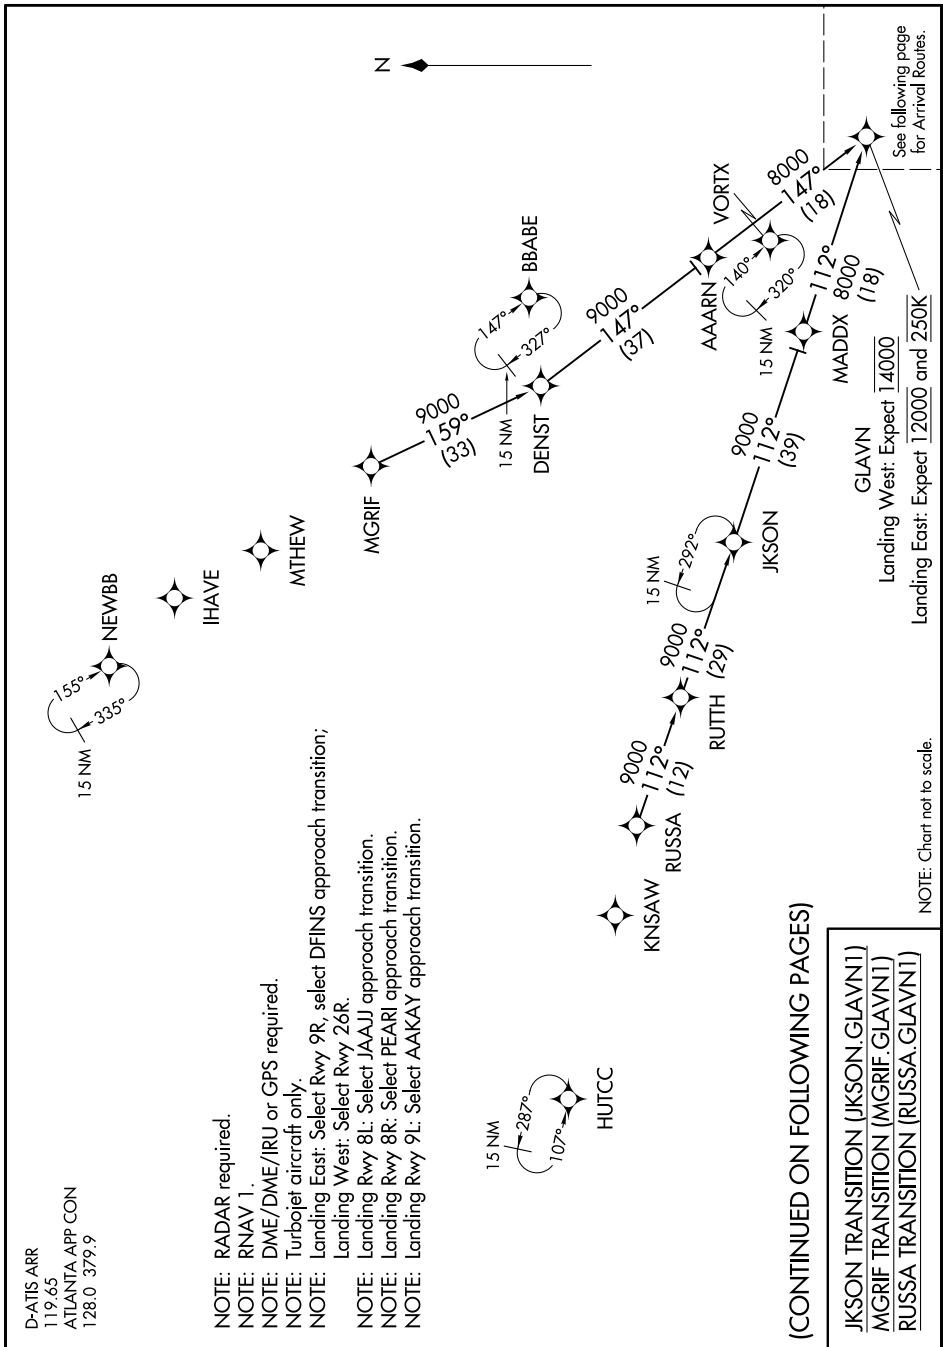 D-ATIS ARR
119.65
ATLANTA APP CON
128.0 379.9
NOTE: RADAR required.
NOTE: RNAV 1.
NOTE: DME/DME/IRU or GPS required.
NOTE: Turbojet aircraft only.
NOTE: Landing East: Select Rwy 9R, select DFINS approach transition;
Landing West: Select Rwy 26R.
NOTE: Landing Rwy 8L: Select JAAJJ approach transition.
NOTE: Landing Rwy 8R: Select PEARI approach transition.
NOTE: Landing Rwy 9L: Select AAKAY approach transition.
15 NM
155°
335°
NEWBB
IHAVE
MTHEW
MGRIF
9000
159°
(33)
15 NM
147°
327°
BBABE
DENST
9000
147°
(37)
AAARN
VORTX
140°
320°
15 NM
8000
147°
(18)
N
See following page
for Arrival Routes.
15 NM
287°
107°
HUTCC
KNSAW
RUSSA
9000
112°
(12)
RUTTH
9000
112°
(29)
15 NM
292°
JKSON
9000
112°
(39)
MADDX
112°
8000
(18)
GLAVN
Landing West: Expect 14000
Landing East: Expect 12000 and 250K
NOTE: Chart not to scale.
(CONTINUED ON FOLLOWING PAGES)
JKSON TRANSITION (JKSON.GLAVN1)
MGRIF TRANSITION (MGRIF.GLAVN1)
RUSSA TRANSITION (RUSSA.GLAVN1)